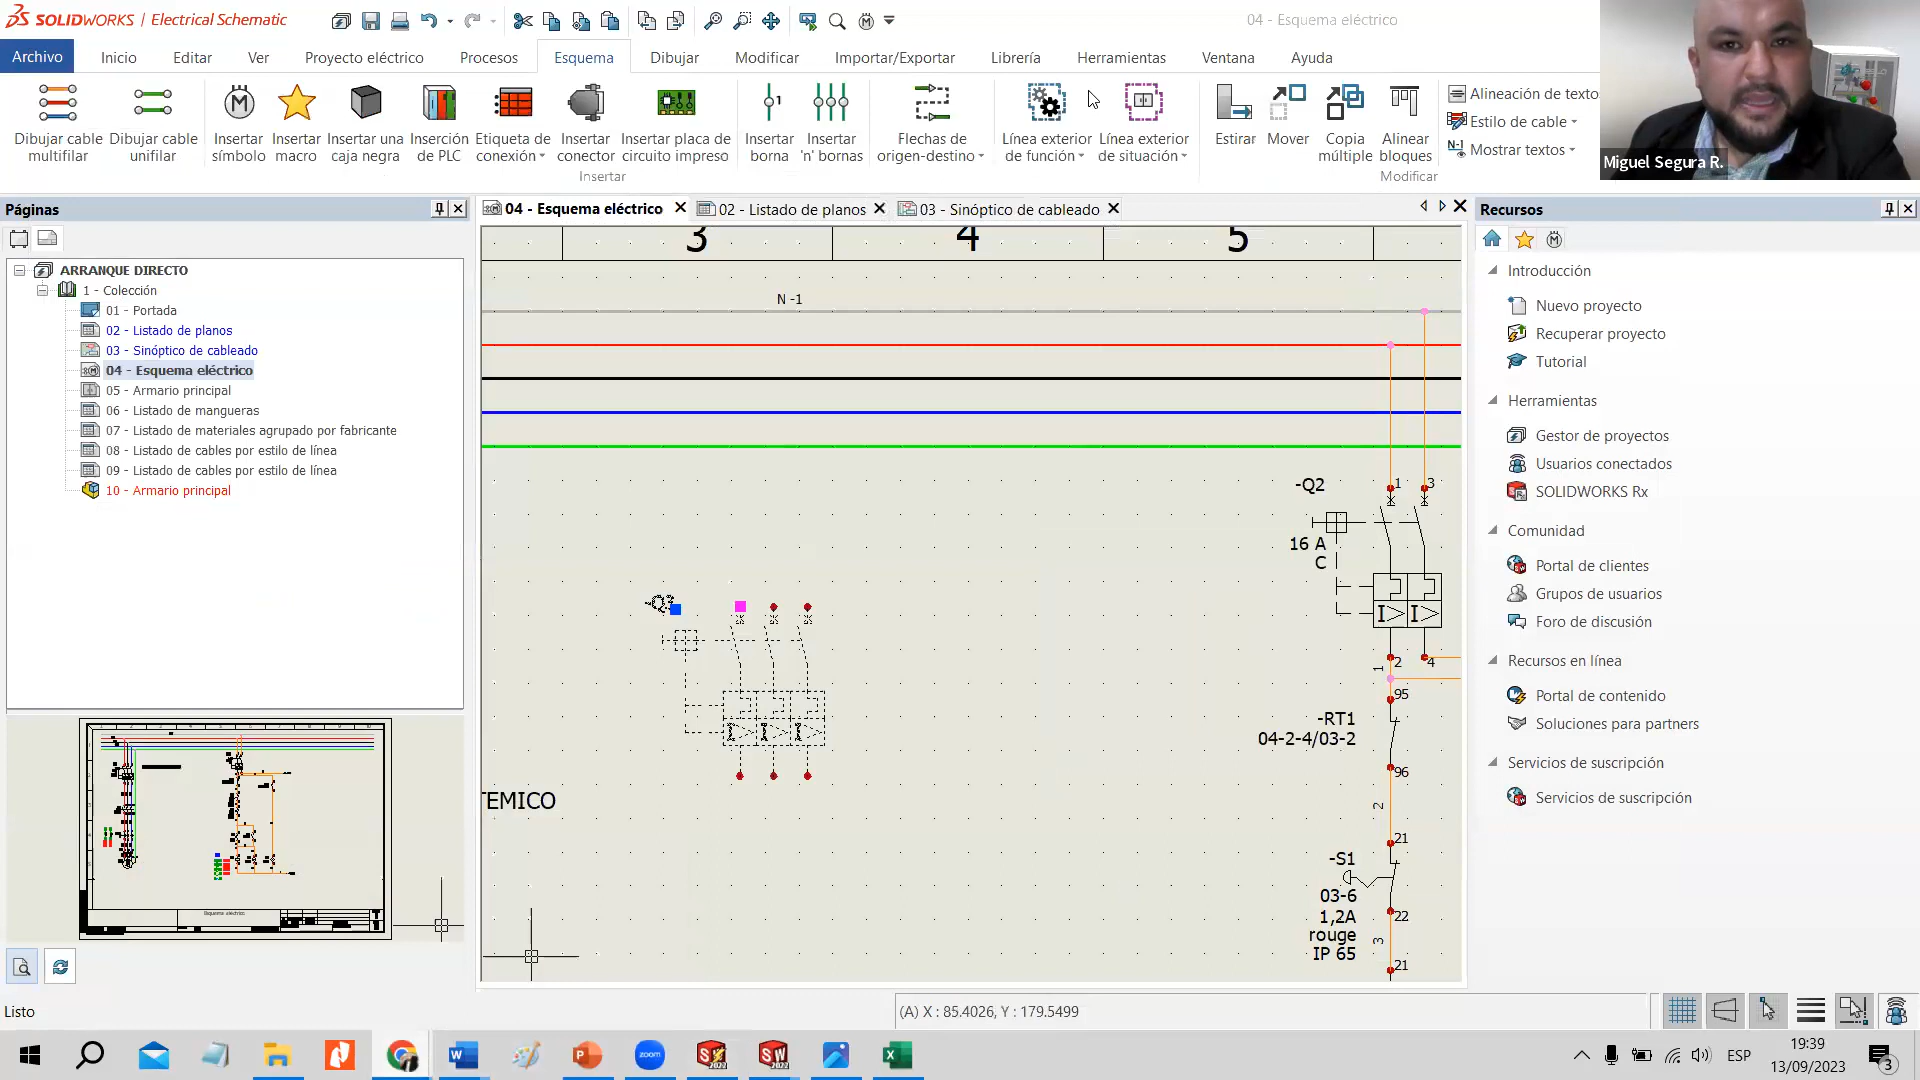 SOLIDWORKS | Electrical Schematic
04 - Esquema eléctrico
Archivo
Inicio
Editar
Ver
Proyecto eléctrico
Procesos
Esquema
Dibujar
Modificar
Importar/Exportar
Librería
Herramientas
Ventana
Ayuda
Dibujar cable multifilar
Dibujar cable unifilar
Insertar símbolo
Insertar macro
Insertar una caja negra
Inserción de PLC
Etiqueta de conexión
Insertar conector
Insertar placa de circuito impreso
Insertar borna
Insertar 'n' bornas
Flechas de origen-destino
Línea exterior de función
Línea exterior de situación
Estirar
Mover
Copia múltiple
Alinear bloques
Alineación de texto
Estilo de cable
Mostrar textos
Insertar
Modificar
Miguel Segura R.
Páginas
ARRANQUE DIRECTO
1 - Colección
01 - Portada
02 - Listado de planos
03 - Sinóptico de cableado
04 - Esquema eléctrico
05 - Armario principal
06 - Listado de mangueras
07 - Listado de materiales agrupado por fabricante
08 - Listado de cables por estilo de línea
09 - Listado de cables por estilo de línea
10 - Armario principal
Esquema eléctrico
04 - Esquema eléctrico
02 - Listado de planos
03 - Sinóptico de cableado
3
4
5
N -1
-Q2
1
3
16 A
C
I> I>
2
4
1
95
-RT1
04-2-4/03-2
96
2
21
-S1
03-6
1,2A
rouge
IP 65
22
3
21
TEMICO
Recursos
Introducción
Nuevo proyecto
Recuperar proyecto
Tutorial
Herramientas
Gestor de proyectos
Usuarios conectados
SOLIDWORKS Rx
Comunidad
Portal de clientes
Grupos de usuarios
Foro de discusión
Recursos en línea
Portal de contenido
Soluciones para partners
Servicios de suscripción
Servicios de suscripción
Listo
(A) X : 85.4026, Y : 179.5499
zoom
ESP
19:39
13/09/2023
3